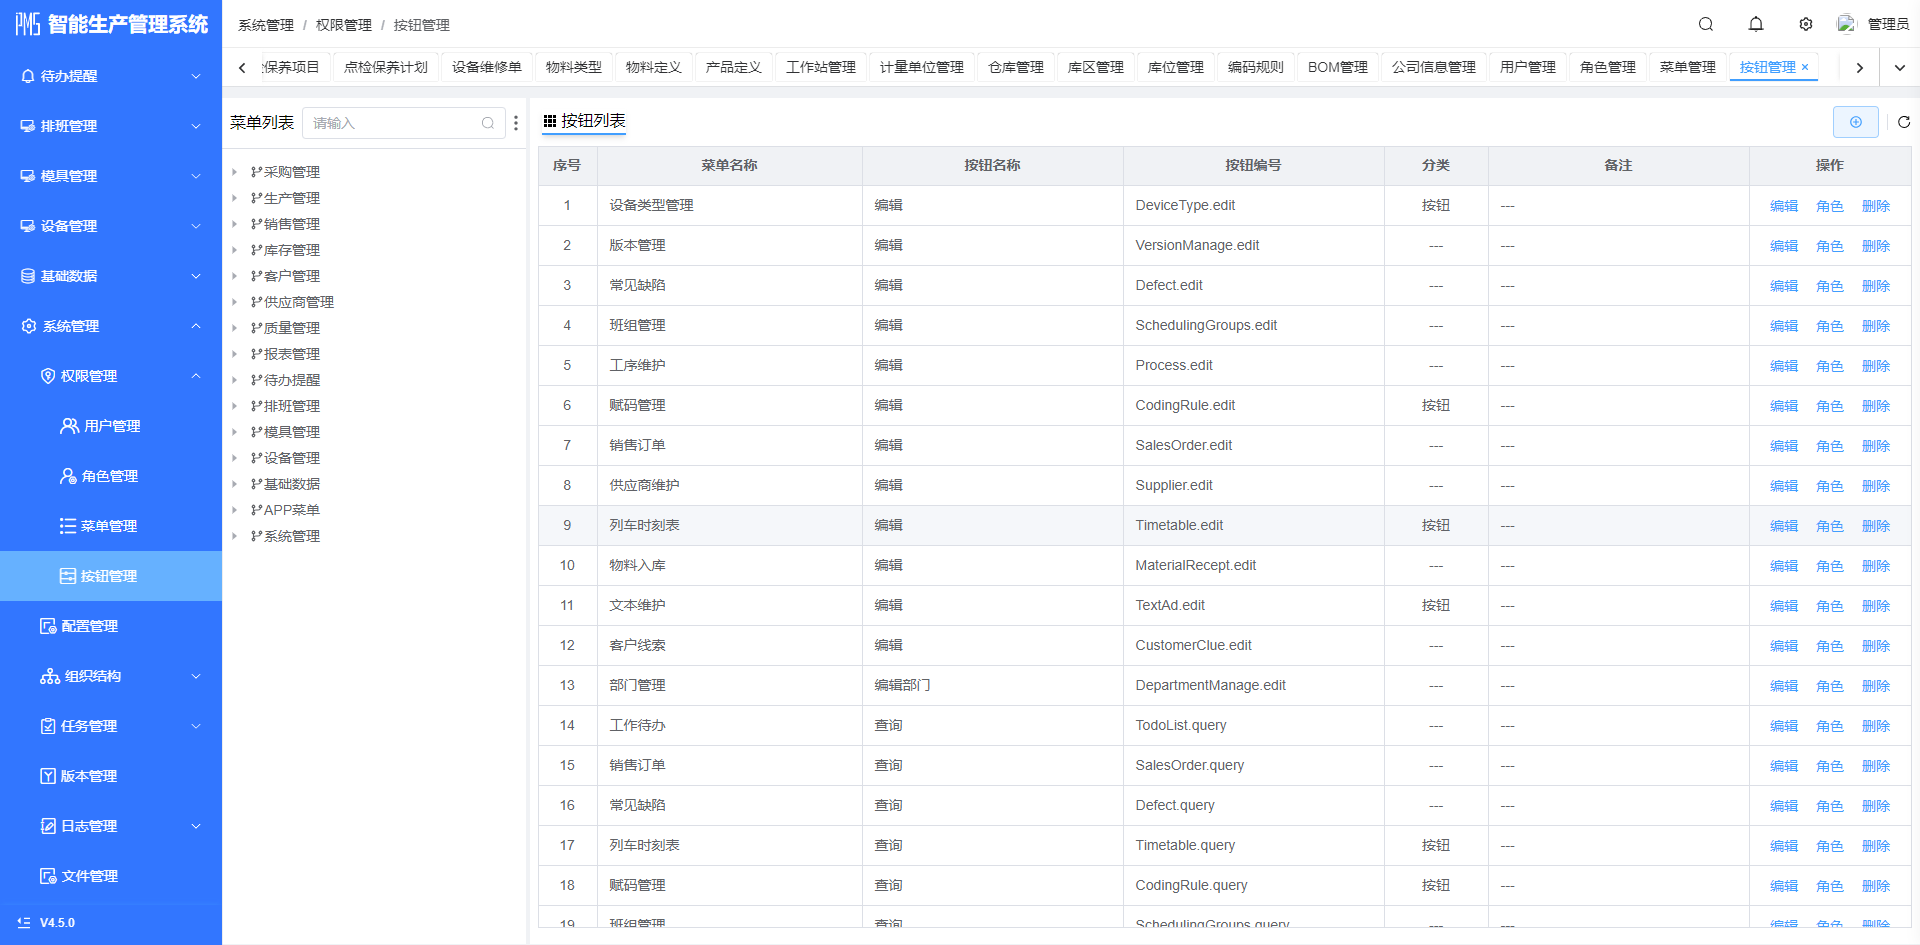 PMS 智能生产管理系统
待办提醒
排班管理
模具管理
设备管理
基础数据
系统管理
权限管理
用户管理
角色管理
菜单管理
按钮管理
配置管理
组织结构
任务管理
版本管理
日志管理
文件管理
V4.5.0
系统管理 / 权限管理 / 按钮管理
管理员
保养项目 点检保养计划 设备维修单 物料类型 物料定义 产品定义 工作站管理 计量单位管理 仓库管理 库区管理 库位管理 编码规则 BOM管理 公司信息管理 用户管理 角色管理 菜单管理 按钮管理 ×
菜单列表 请输入
采购管理
生产管理
销售管理
库存管理
客户管理
供应商管理
质量管理
报表管理
待办提醒
排班管理
模具管理
设备管理
基础数据
APP菜单
系统管理
按钮列表
序号 菜单名称 按钮名称 按钮编号 分类 备注 操作
1 设备类型管理 编辑 DeviceType.edit 按钮 --- 编辑 角色 删除
2 版本管理 编辑 VersionManage.edit --- --- 编辑 角色 删除
3 常见缺陷 编辑 Defect.edit --- --- 编辑 角色 删除
4 班组管理 编辑 SchedulingGroups.edit --- --- 编辑 角色 删除
5 工序维护 编辑 Process.edit --- --- 编辑 角色 删除
6 赋码管理 编辑 CodingRule.edit 按钮 --- 编辑 角色 删除
7 销售订单 编辑 SalesOrder.edit --- --- 编辑 角色 删除
8 供应商维护 编辑 Supplier.edit --- --- 编辑 角色 删除
9 列车时刻表 编辑 Timetable.edit 按钮 --- 编辑 角色 删除
10 物料入库 编辑 MaterialRecept.edit --- --- 编辑 角色 删除
11 文本维护 编辑 TextAd.edit 按钮 --- 编辑 角色 删除
12 客户线索 编辑 CustomerClue.edit --- --- 编辑 角色 删除
13 部门管理 编辑部门 DepartmentManage.edit --- --- 编辑 角色 删除
14 工作待办 查询 TodoList.query --- --- 编辑 角色 删除
15 销售订单 查询 SalesOrder.query --- --- 编辑 角色 删除
16 常见缺陷 查询 Defect.query --- --- 编辑 角色 删除
17 列车时刻表 查询 Timetable.query 按钮 --- 编辑 角色 删除
18 赋码管理 查询 CodingRule.query 按钮 --- 编辑 角色 删除
19 班组管理 查询 SchedulingGroups.query --- --- 编辑 角色 删除